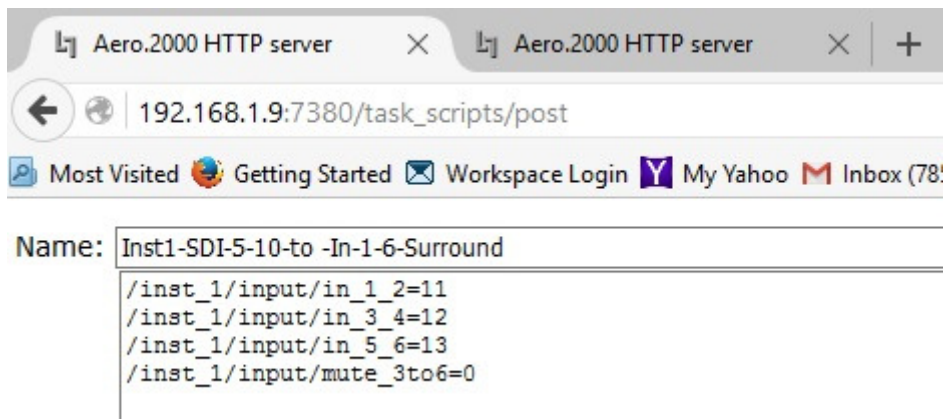 Aero.2000 HTTP server Aero.2000 HTTP server
192.168.1.9:7380/task_scripts/post
Most Visited Getting Started Workspace Login My Yahoo Inbox (785
Name: Inst1-SDI-5-10-to -In-1-6-Surround
/inst_1/input/in_1_2=11
/inst_1/input/in_3_4=12
/inst_1/input/in_5_6=13
/inst_1/input/mute_3to6=0